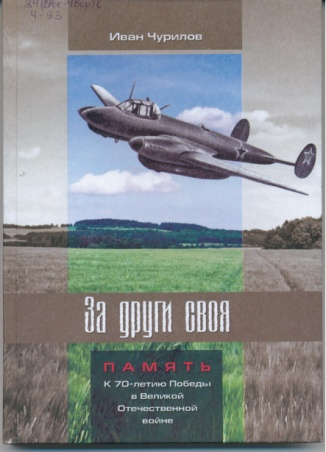 Иван Чурилов
За други своя
ПАМЯТЬ
К 70-летию Победы
в Великой
Отечественной
войне